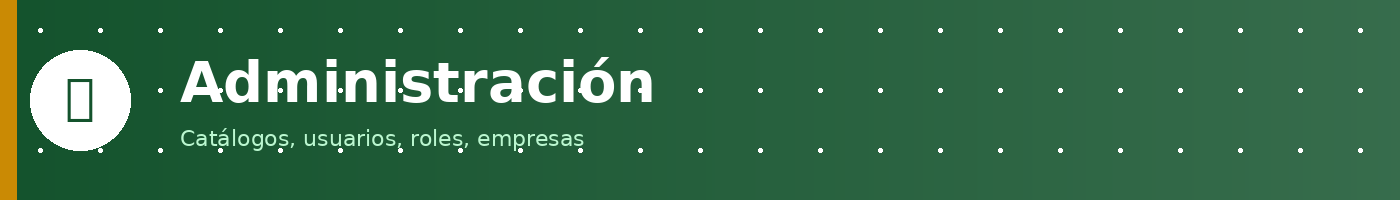 Administración
Catálogos, usuarios, roles, empresas